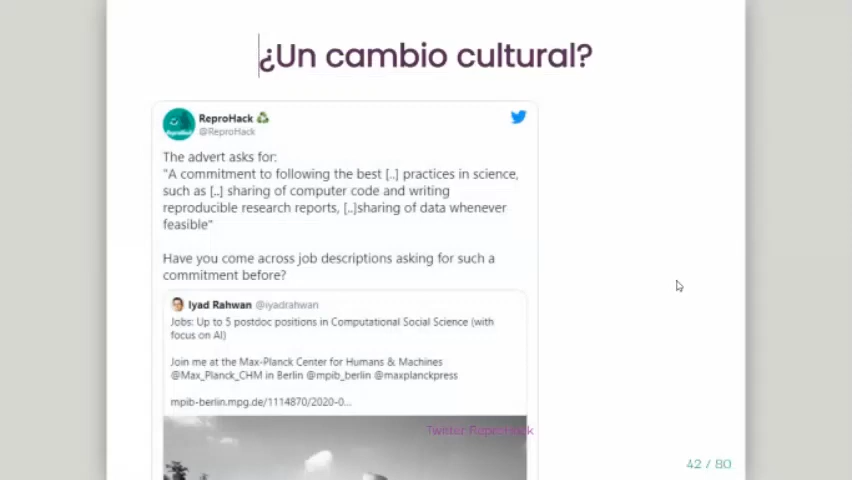 ¿Un cambio cultural?
ReproHack
@ReproHack
The advert asks for:
"A commitment to following the best [..] practices in science,
such as [..] sharing of computer code and writing
reproducible research reports, [..]sharing of data whenever
feasible"
Have you come across job descriptions asking for such a
commitment before?
Iyad Rahwan @iyadrahwan
Jobs: Up to 5 postdoc positions in Computational Social Science (with
focus on AI)
Join me at the Max-Planck Center for Humans & Machines
@Max_Planck_CHM in Berlin @mpib_berlin @maxplanckpress
mpib-berlin.mpg.de/1114870/2020-0...
Twitter ReproHack
42 / 80